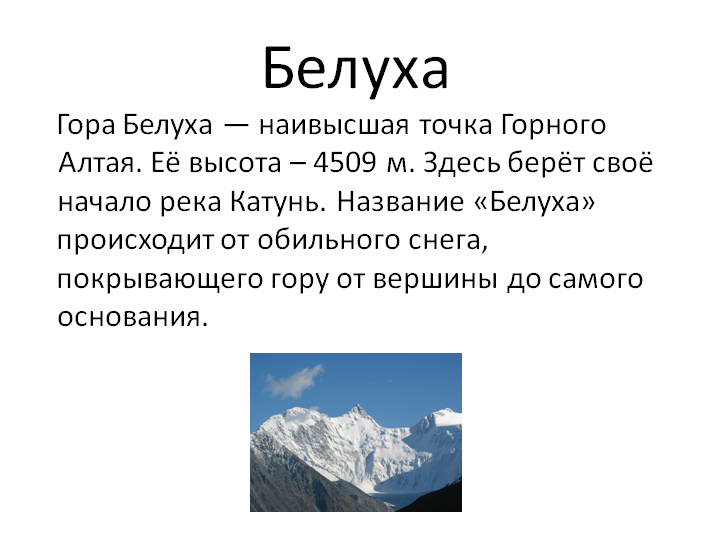 Белуха
Гора Белуха — наивысшая точка Горного
Алтая. Её высота – 4509 м. Здесь берёт своё
начало река Катунь. Название «Белуха»
происходит от обильного снега,
покрывающего гору от вершины до самого
основания.